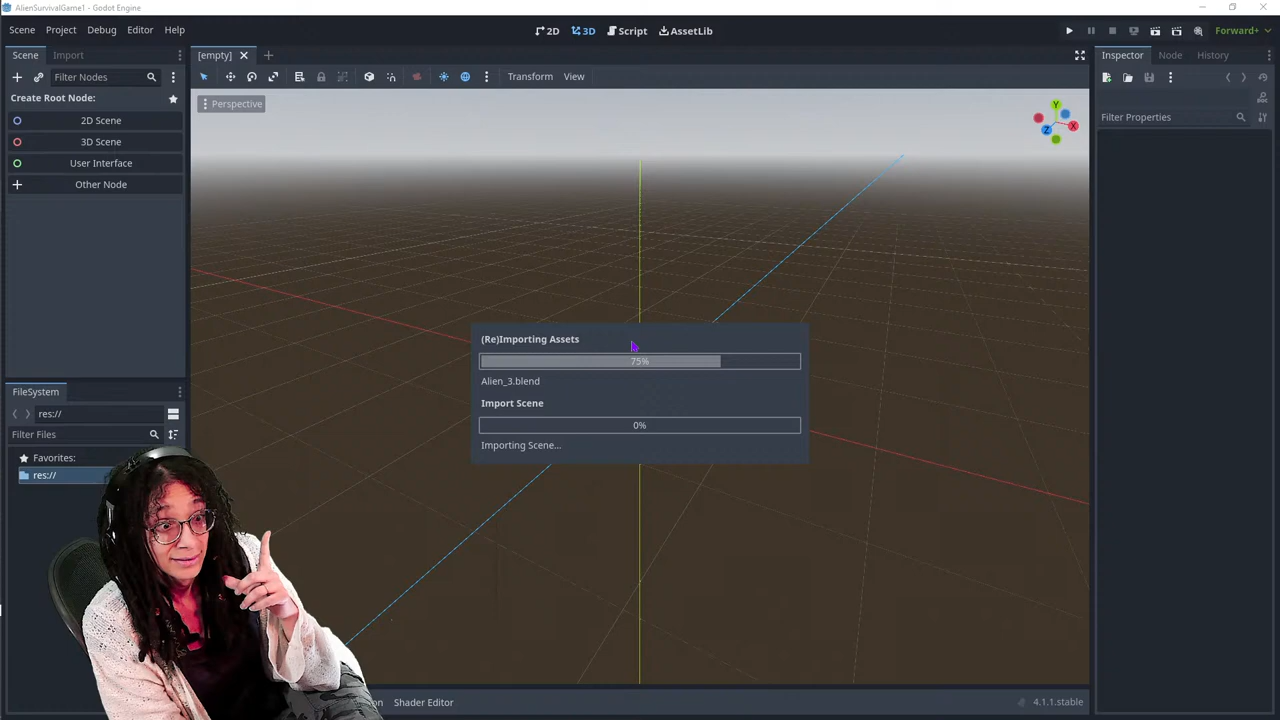 AlienSurvivalGame1 - Godot Engine
Scene Project Debug Editor Help
2D 3D Script AssetLib
Forward+
Scene Import
[empty]
Inspector Node History
Filter Nodes
Transform View
Create Root Node:
Perspective
Y
X
Z
Filter Properties
2D Scene
3D Scene
User Interface
Other Node
(Re)Importing Assets
75%
Alien_3.blend
Import Scene
0%
Importing Scene...
FileSystem
res://
Filter Files
Favorites:
res://
Shader Editor
4.1.1.stable